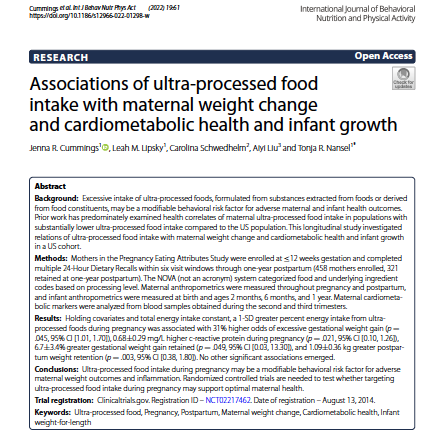 Cummings et al. Int J Behav Nutr Phys Act (2022) 19:61
https://doi.org/10.1186/s12966-022-01298-w
International Journal of Behavioral
Nutrition and Physical Activity
RESEARCH
Open Access
Check for
updates
Associations of ultra-processed food
intake with maternal weight change
and cardiometabolic health and infant growth
Jenna R. Cummings1, Leah M. Lipsky1, Carolina Schwedhelm2, Aiyi Liu3 and Tonja R. Nansel1*
Abstract
Background: Excessive intake of ultra-processed foods, formulated from substances extracted from foods or derived
from food constituents, may be a modifiable behavioral risk factor for adverse maternal and infant health outcomes.
Prior work has predominately examined health correlates of maternal ultra-processed food intake in populations with
substantially lower ultra-processed food intake compared to the US population. This longitudinal study investigated
relations of ultra-processed food intake with maternal weight change and cardiometabolic health and infant growth
in a US cohort.
Methods: Mothers in the Pregnancy Eating Attributes Study were enrolled at ≤12 weeks gestation and completed
multiple 24-Hour Dietary Recalls within six visit windows through one-year postpartum (458 mothers enrolled, 321
retained at one-year postpartum). The NOVA (not an acronym) system categorized food and underlying ingredient
codes based on processing level. Maternal anthropometrics were measured throughout pregnancy and postpartum,
and infant anthropometrics were measured at birth and ages 2 months, 6 months, and 1 year. Maternal cardiometa-
bolic markers were analyzed from blood samples obtained during the second and third trimesters.
Results: Holding covariates and total energy intake constant, a 1-SD greater percent energy intake from ultra-
processed foods during pregnancy was associated with 31% higher odds of excessive gestational weight gain (p =
.045, 95% CI [1.01, 1.70]), 0.68±0.29 mg/L higher c-reactive protein during pregnancy (p = .021, 95% CI [0.10, 1.26]),
6.7±3.4% greater gestational weight gain retained (p = .049, 95% CI [0.03, 13.30]), and 1.09±0.36 kg greater postpar-
tum weight retention (p = .003, 95% CI [0.38, 1.80]). No other significant associations emerged.
Conclusions: Ultra-processed food intake during pregnancy may be a modifiable behavioral risk factor for adverse
maternal weight outcomes and inflammation. Randomized controlled trials are needed to test whether targeting
ultra-processed food intake during pregnancy may support optimal maternal health.
Trial registration: Clinicaltrials.gov. Registration ID – NCT02217462. Date of registration – August 13, 2014.
Keywords: Ultra-processed food, Pregnancy, Postpartum, Maternal weight change, Cardiometabolic health, Infant
weight-for-length